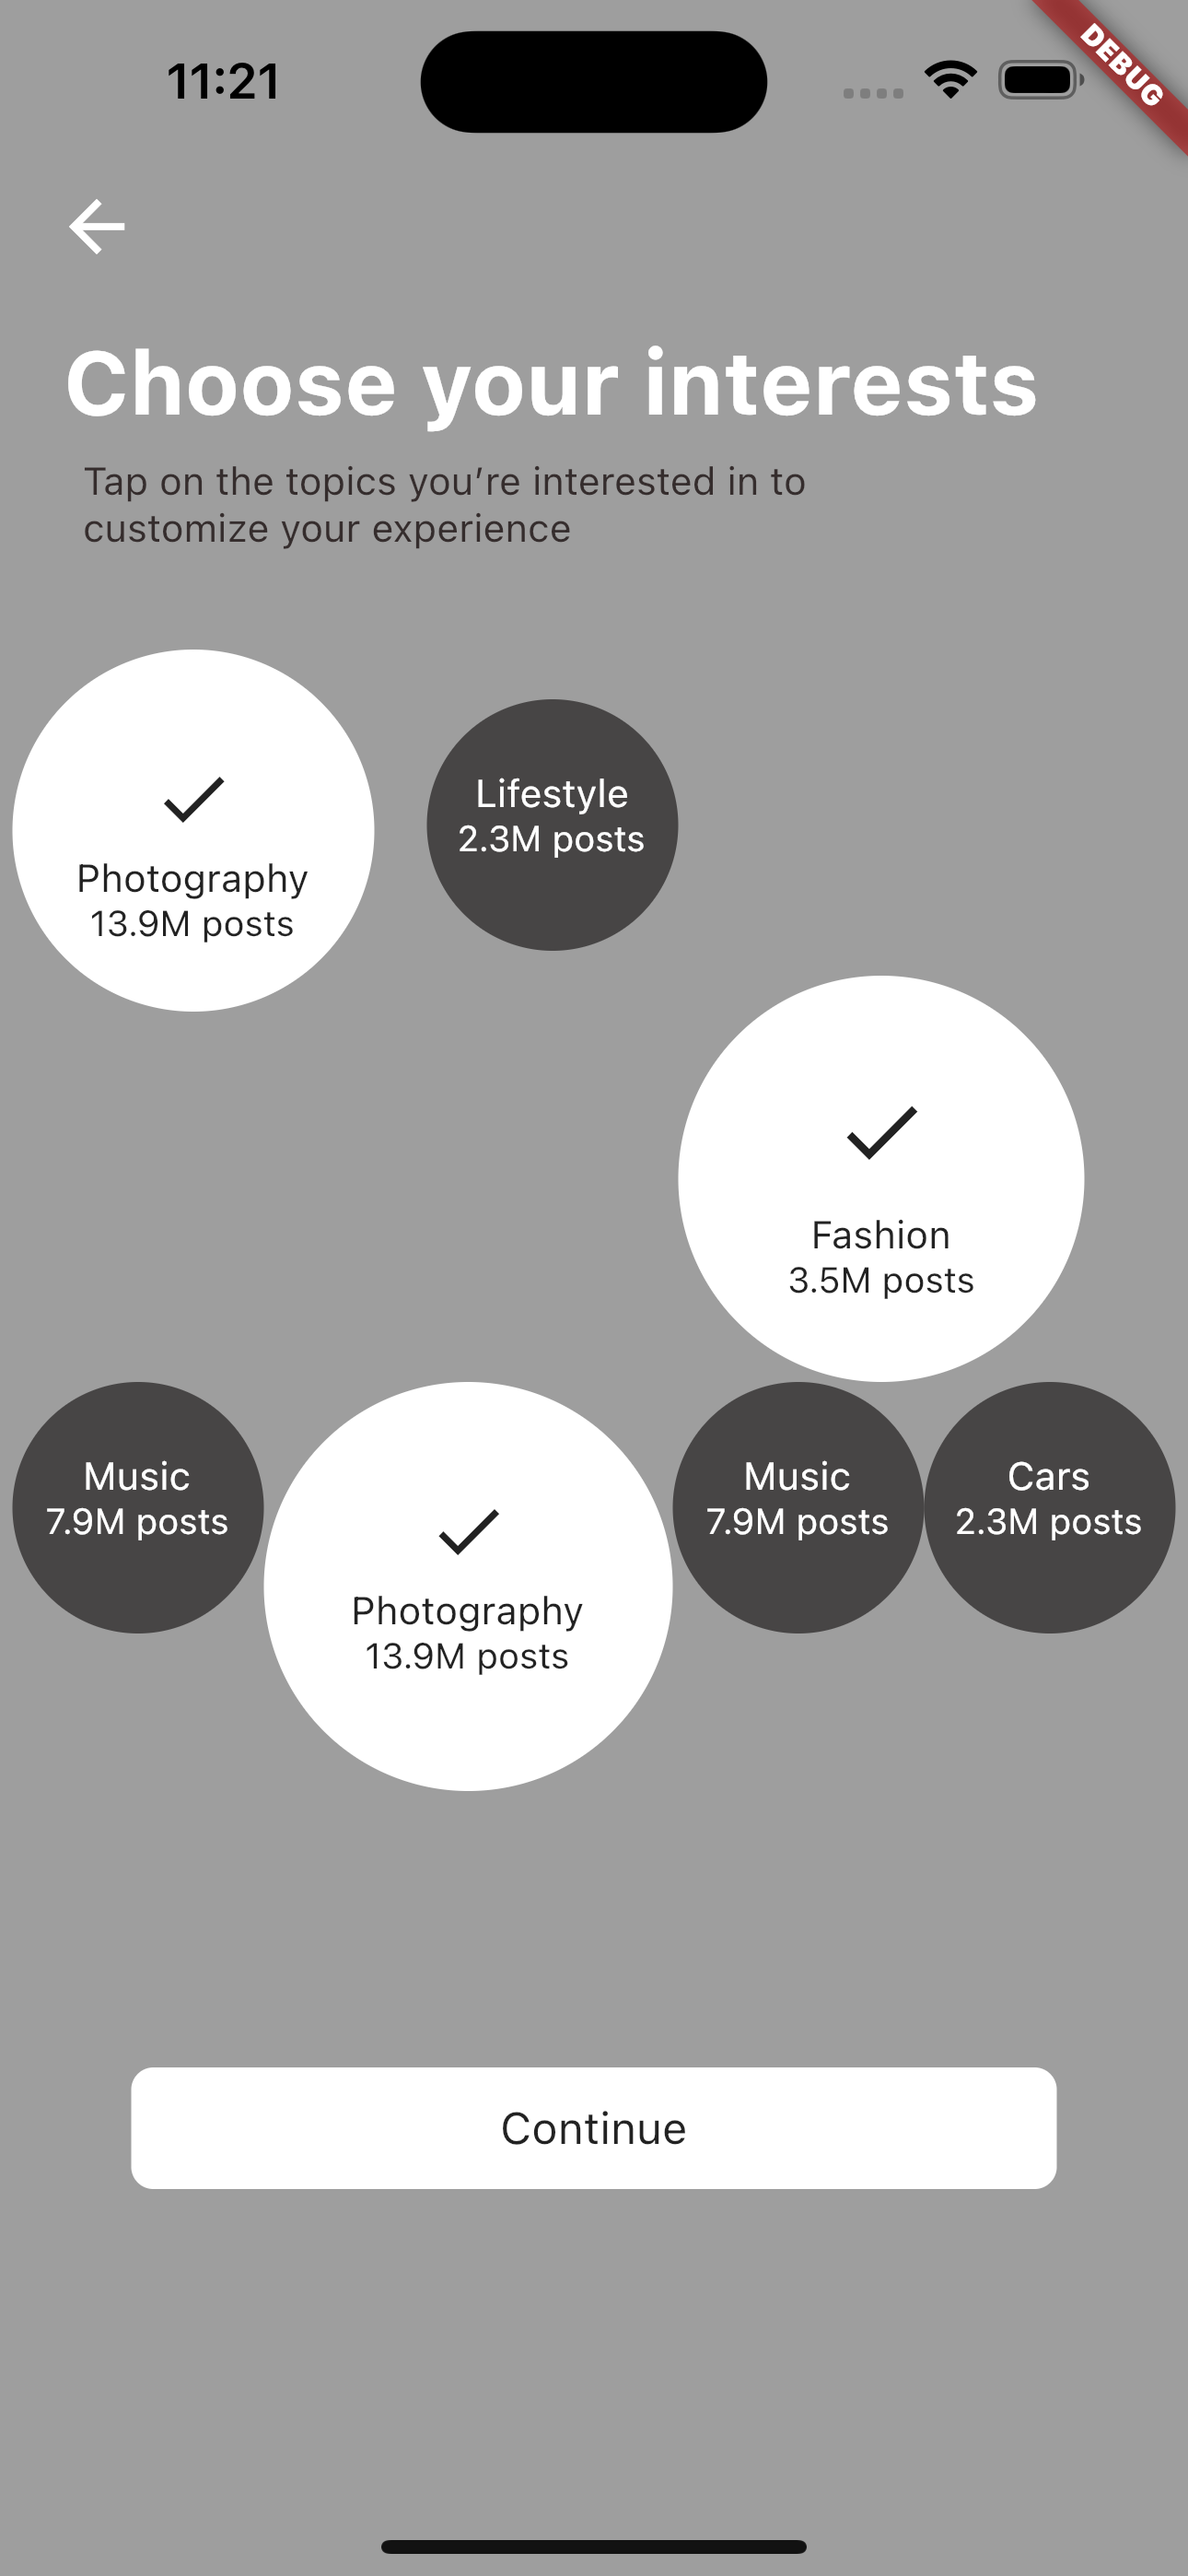 11:21
DEBUG
Choose your interests
Tap on the topics you’re interested in to
customize your experience
Lifestyle
2.3M posts
Photography
13.9M posts
Fashion
3.5M posts
Music
7.9M posts
Photography
13.9M posts
Music
7.9M posts
Cars
2.3M posts
Continue